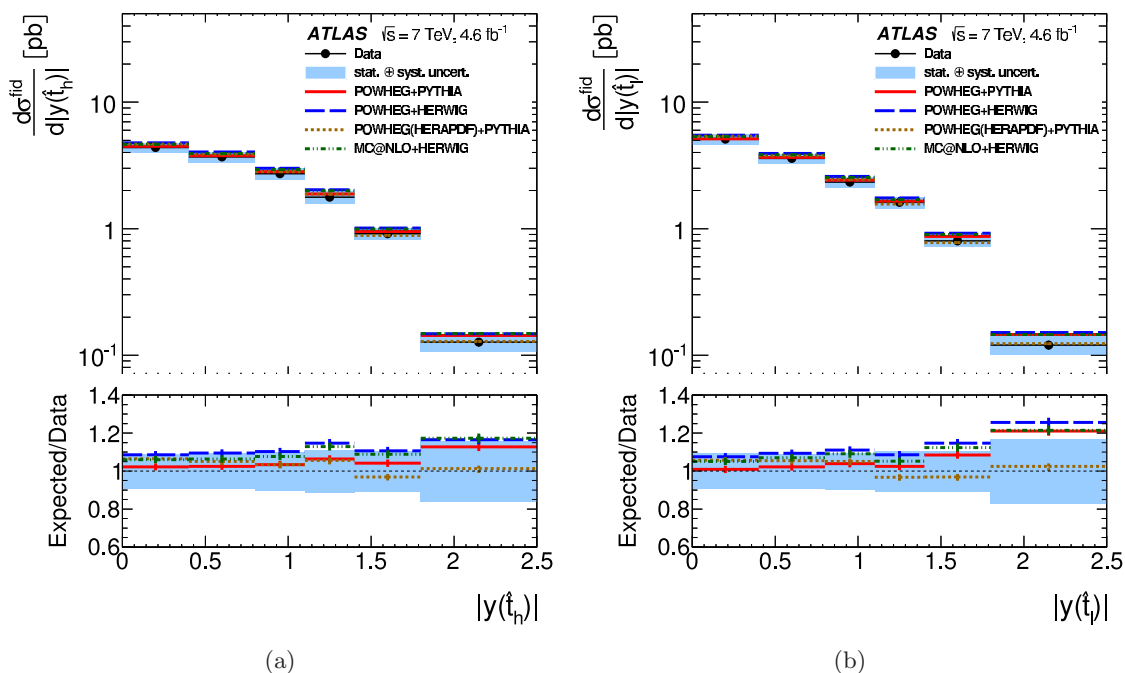 ATLAS √s = 7 TeV, 4.6 fb⁻¹
Data
stat. ⊕ syst. uncert.
POWHEG+PYTHIA
POWHEG+HERWIG
POWHEG(HERAPDF)+PYTHIA
MC@NLO+HERWIG
dσ^fid / d|y(t̂_h)| [pb]
10
1
10⁻¹
Expected/Data
1.4
1.2
1
0.8
0.6
0 0.5 1 1.5 2 2.5
|y(t̂_h)|
(a)
ATLAS √s = 7 TeV, 4.6 fb⁻¹
Data
stat. ⊕ syst. uncert.
POWHEG+PYTHIA
POWHEG+HERWIG
POWHEG(HERAPDF)+PYTHIA
MC@NLO+HERWIG
dσ^fid / d|y(t̂_l)| [pb]
10
1
10⁻¹
Expected/Data
1.4
1.2
1
0.8
0.6
0 0.5 1 1.5 2 2.5
|y(t̂_l)|
(b)